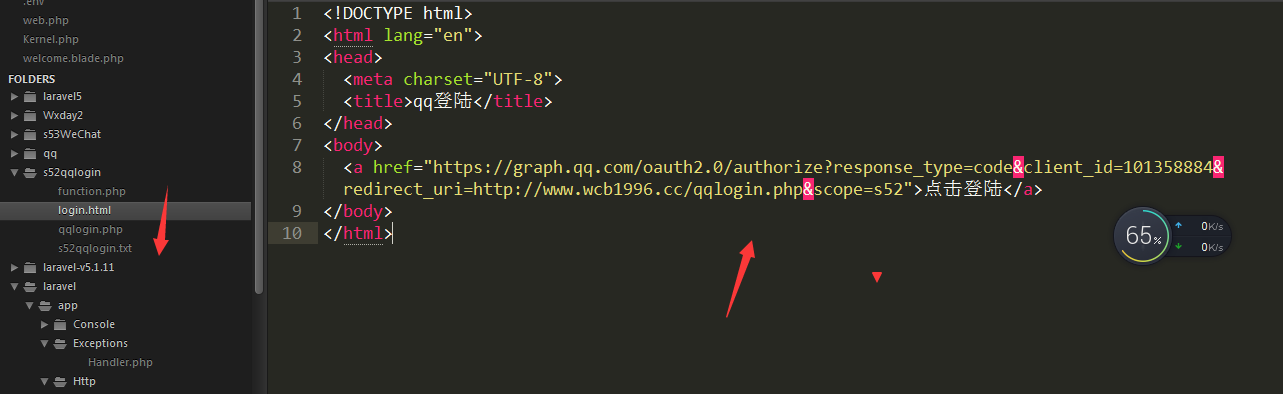 .env
web.php
Kernel.php
welcome.blade.php
FOLDERS
laravel5
Wxday2
s53WeChat
qq
s52qqlogin
function.php
login.html
qqlogin.php
s52qqlogin.txt
laravel-v5.1.11
laravel
app
Console
Exceptions
Handler.php
Http
1 <!DOCTYPE html>
2 <html lang="en">
3 <head>
4 <meta charset="UTF-8">
5 <title>qq登陆</title>
6 </head>
7 <body>
8 <a href="https://graph.qq.com/oauth2.0/authorize?response_type=code&client_id=101358884&
redirect_uri=http://www.wcb1996.cc/qqlogin.php&scope=s52">点击登陆</a>
9 </body>
10 </html>
65%
0K/s
0K/s